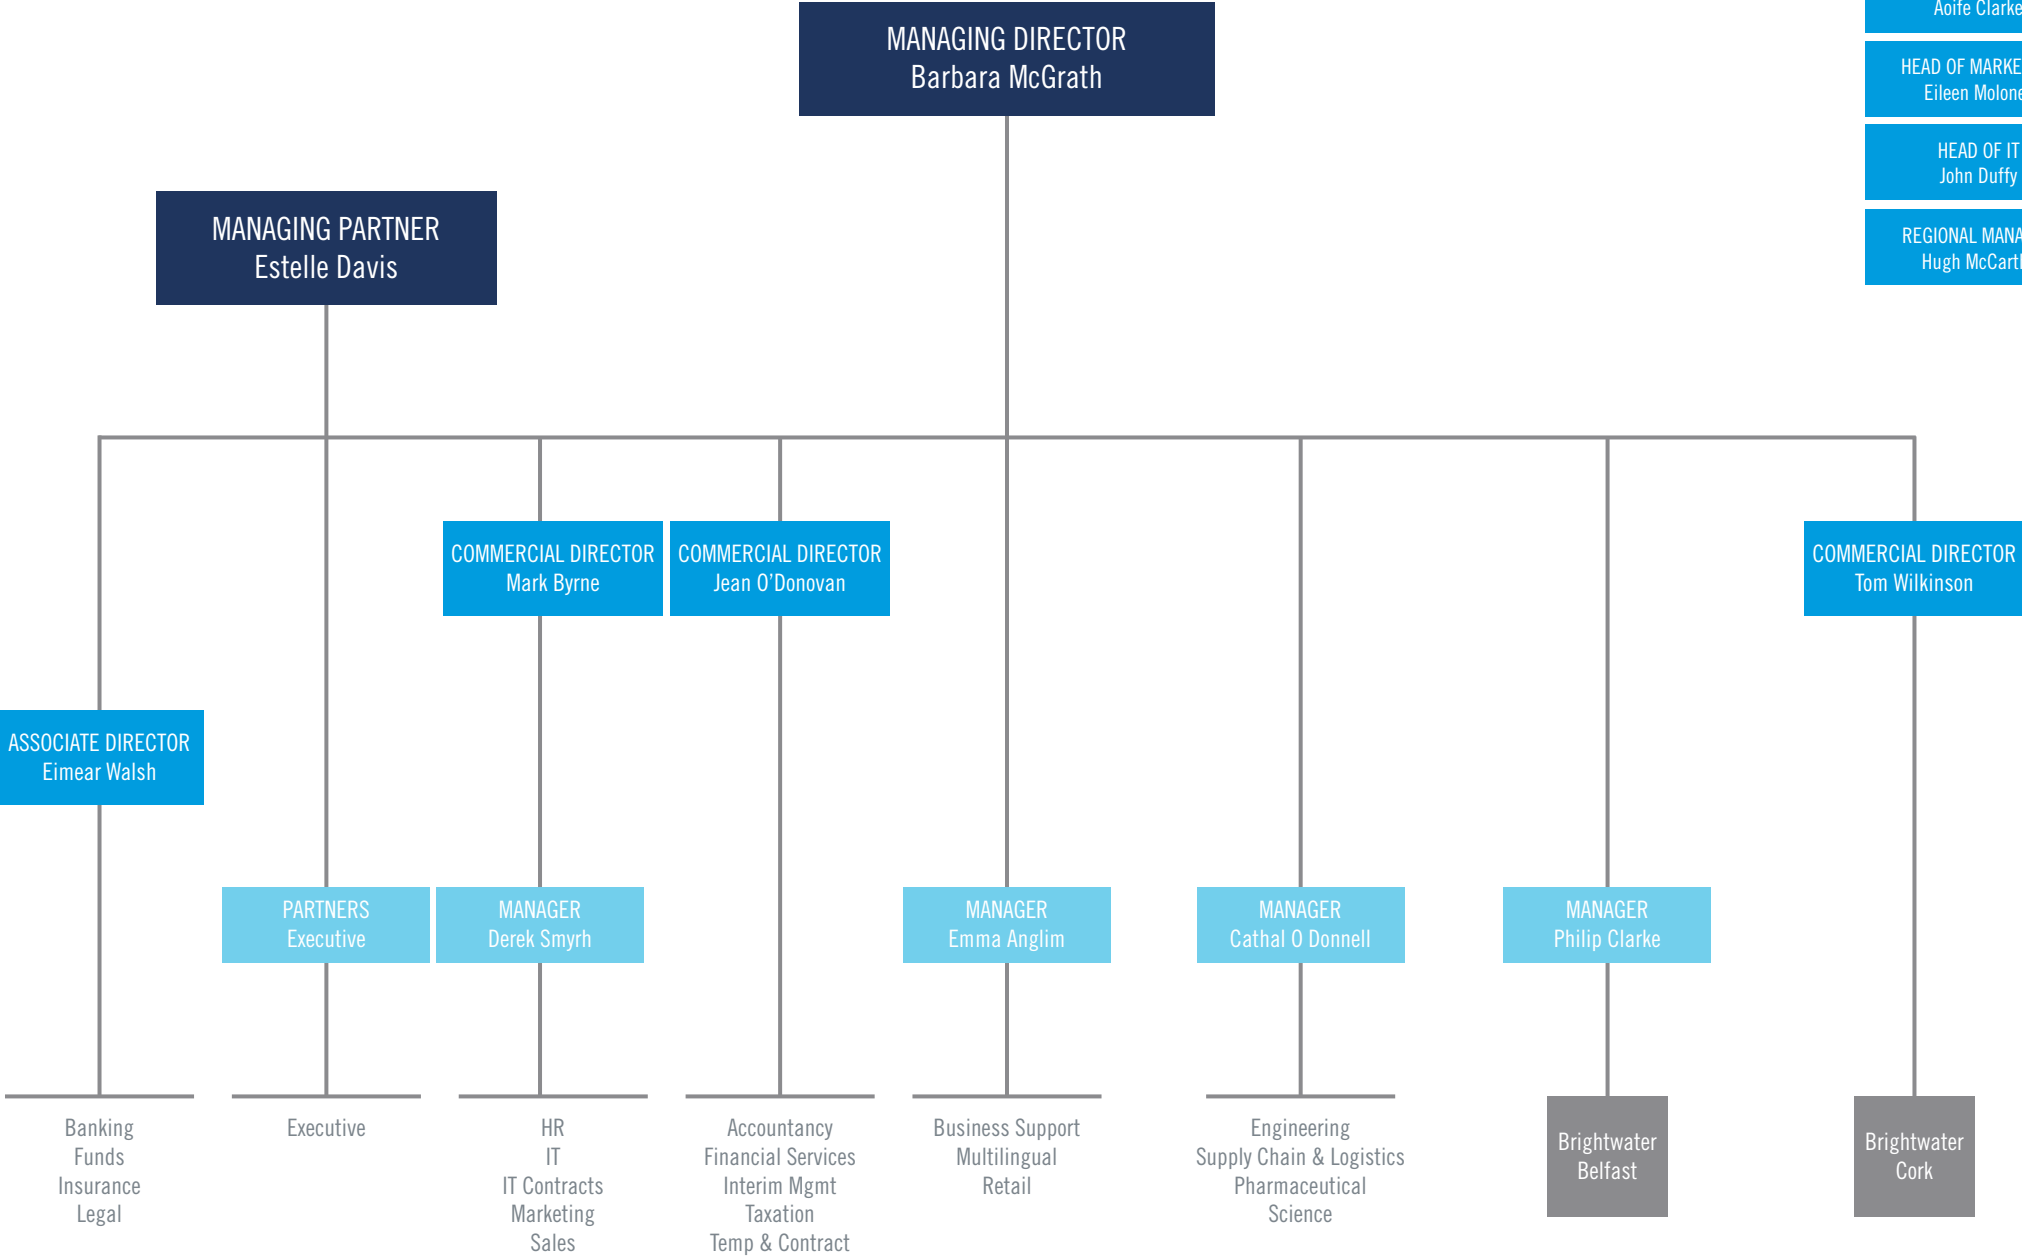 Aoife Clarke
MANAGING DIRECTOR
Barbara McGrath
HEAD OF
Eileen
HEAD OF IT
John Duffy
MANAGING PARTNER
Estelle Davis
REGIONAL
Hugh
COMMERCIAL DIRECTOR
Mark Byrne
COMMERCIAL DIRECTOR
Jean O’Donovan
COMMERCIAL DIRECTOR
Tom Wilkinson
ASSOCIATE DIRECTOR
Eimear Walsh
PARTNERS
Executive
MANAGER
Derek Smyrh
MANAGER
Emma Anglim
MANAGER
Cathal O Donnell
MANAGER
Philip Clarke
Banking
Funds
Insurance
Legal
Executive
HR
IT
IT Contracts
Marketing
Sales
Accountancy
Financial Services
Interim Mgmt
Taxation
Temp & Contract
Business Support
Multilingual
Retail
Engineering
Supply Chain & Logistics
Pharmaceutical
Science
Brightwater
Belfast
Brightwater
Cork